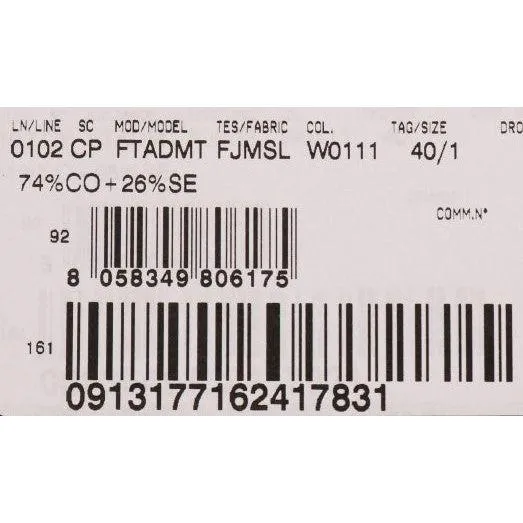 LN/LINE SC MOD/MODEL TES/FABRIC COL. TAG/SIZE DRO
0102 CP FTADMT FJMSL W0111 40/1
74%CO+26%SE
COMM.N°
92
8 058349 806175
161
0913177162417831